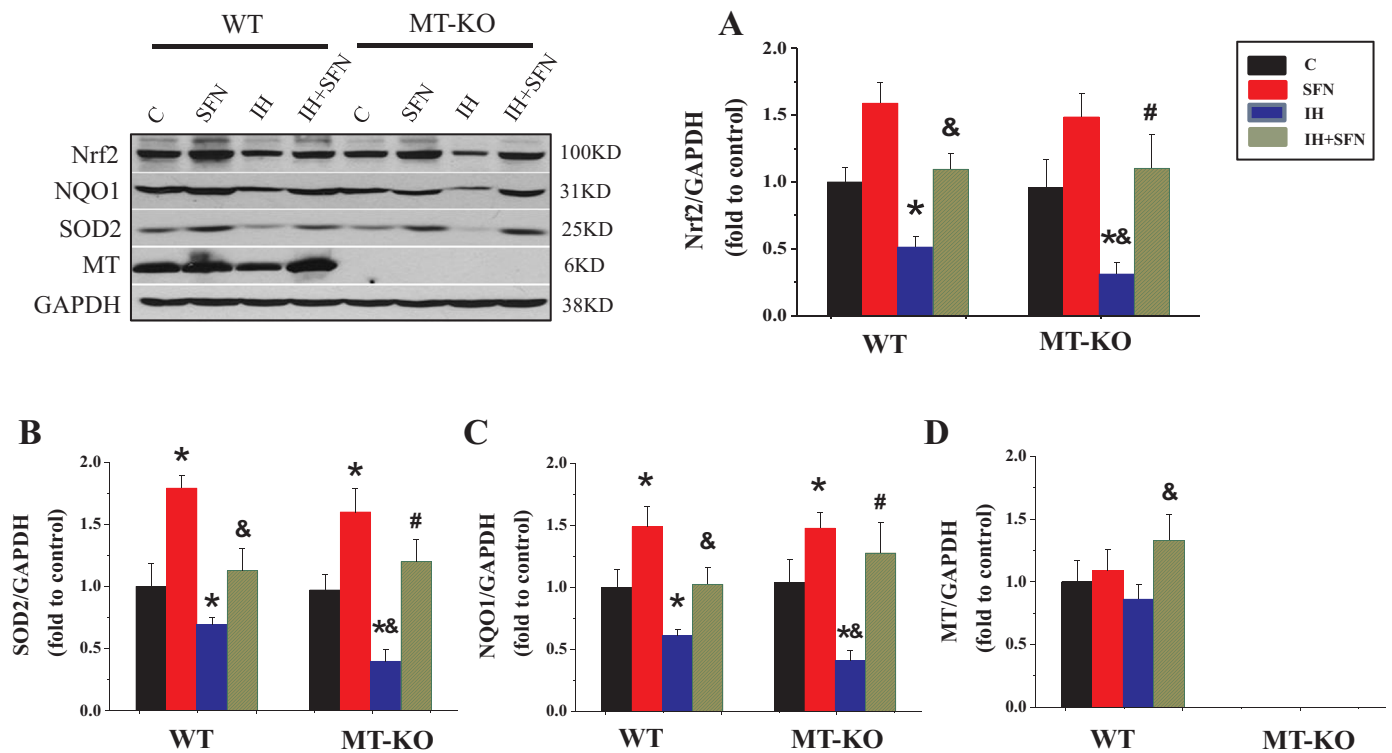 WT MT-KO
C SFN IH IH+SFN C SFN IH IH+SFN
Nrf2 100KD
NQO1 31KD
SOD2 25KD
MT 6KD
GAPDH 38KD
A
Nrf2/GAPDH
(fold to control)
2.0
1.5
1.0
0.5
0.0
* & *& #
WT MT-KO
C
SFN
IH
IH+SFN
B
SOD2/GAPDH
(fold to control)
2.0
1.5
1.0
0.5
0.0
* * & * *& #
WT MT-KO
C
NQO1/GAPDH
(fold to control)
2.0
1.5
1.0
0.5
0.0
* * & * *& #
WT MT-KO
D
MT/GAPDH
(fold to control)
2.0
1.5
1.0
0.5
0.0
&
WT MT-KO